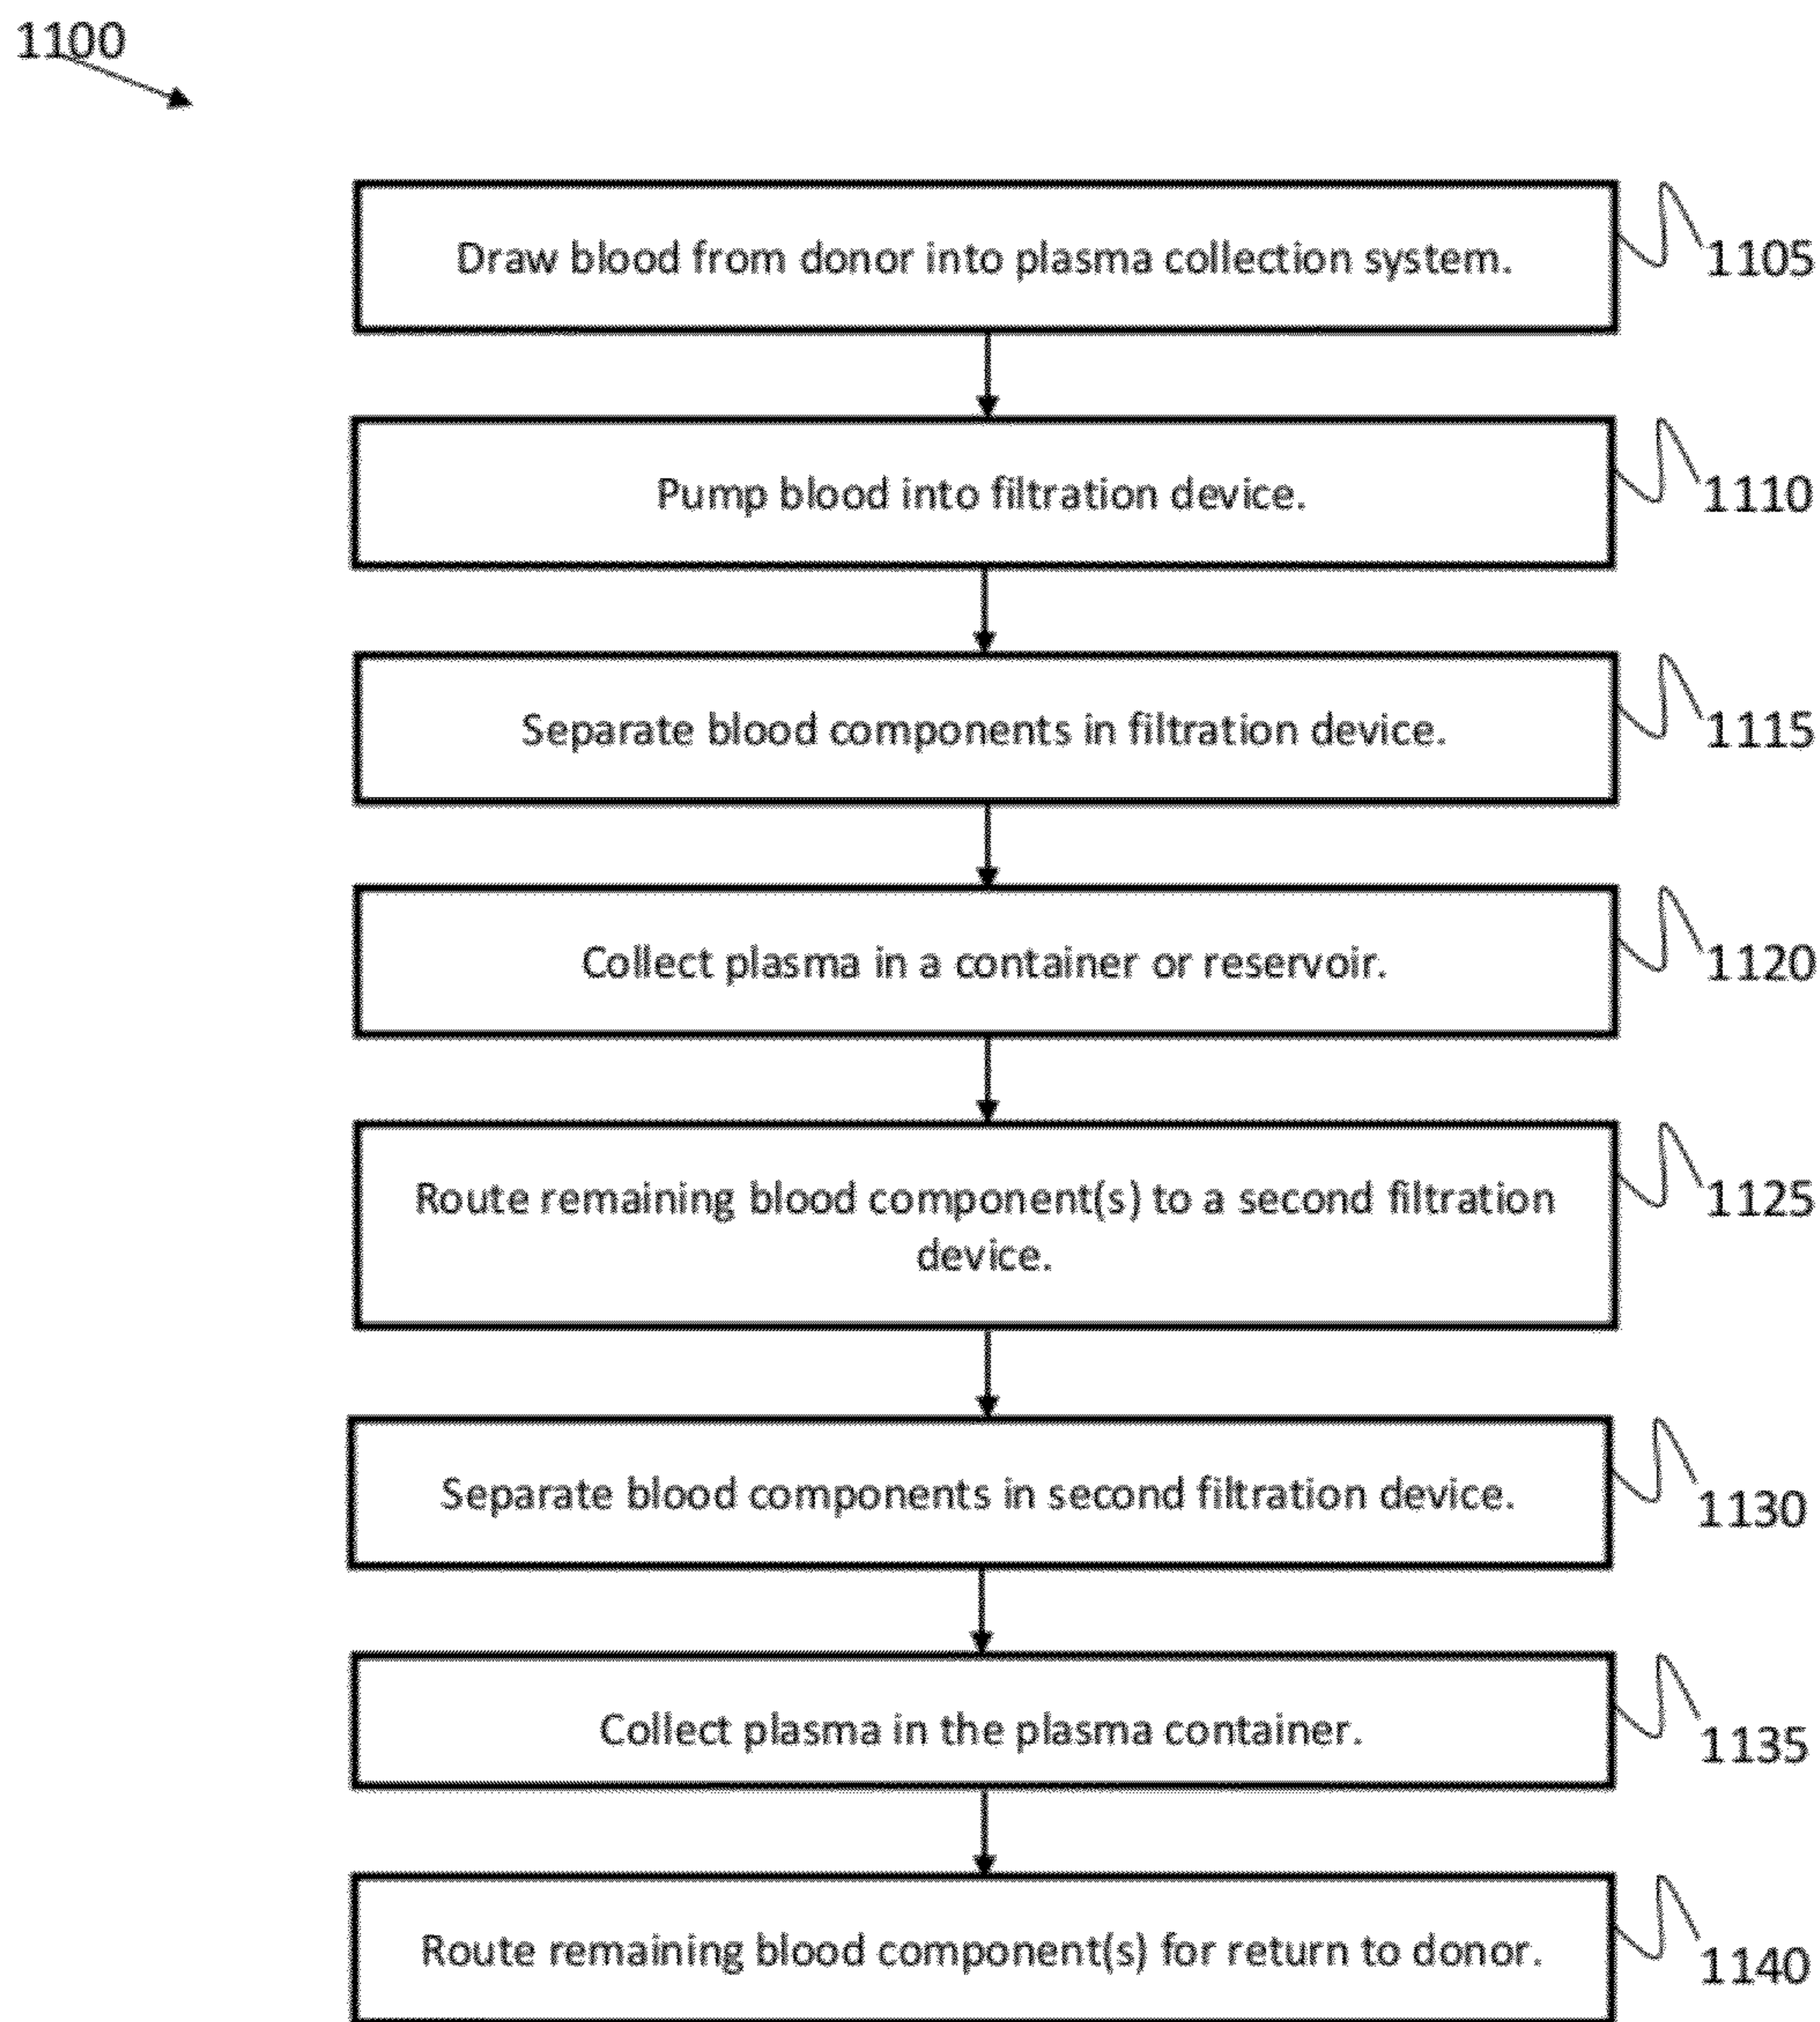 1100
Draw blood from donor into plasma collection system.
1105
Pump blood into filtration device.
1110
Separate blood components in filtration device.
1115
Collect plasma in a container or reservoir.
1120
Route remaining blood component(s) to a second filtration
device.
1125
Separate blood components in second filtration device.
1130
Collect plasma in the plasma container.
1135
Route remaining blood component(s) for return to donor.
1140